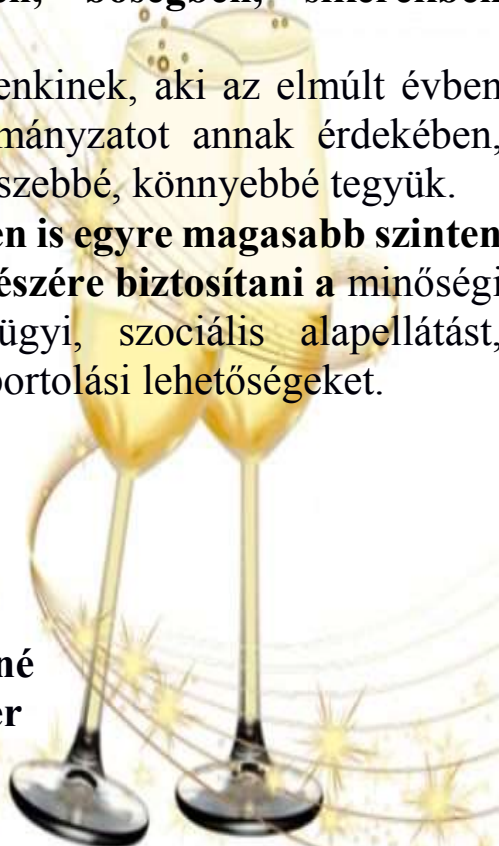 bőségben, sikerekben
enkinek, aki az elmúlt évben
mányzatot annak érdekében,
szebbé, könnyebbé tegyük.
en is egyre magasabb szinten
észére biztosítani a minőségi
ügyi, szociális alapellátást,
portolási lehetőségeket.
né
er